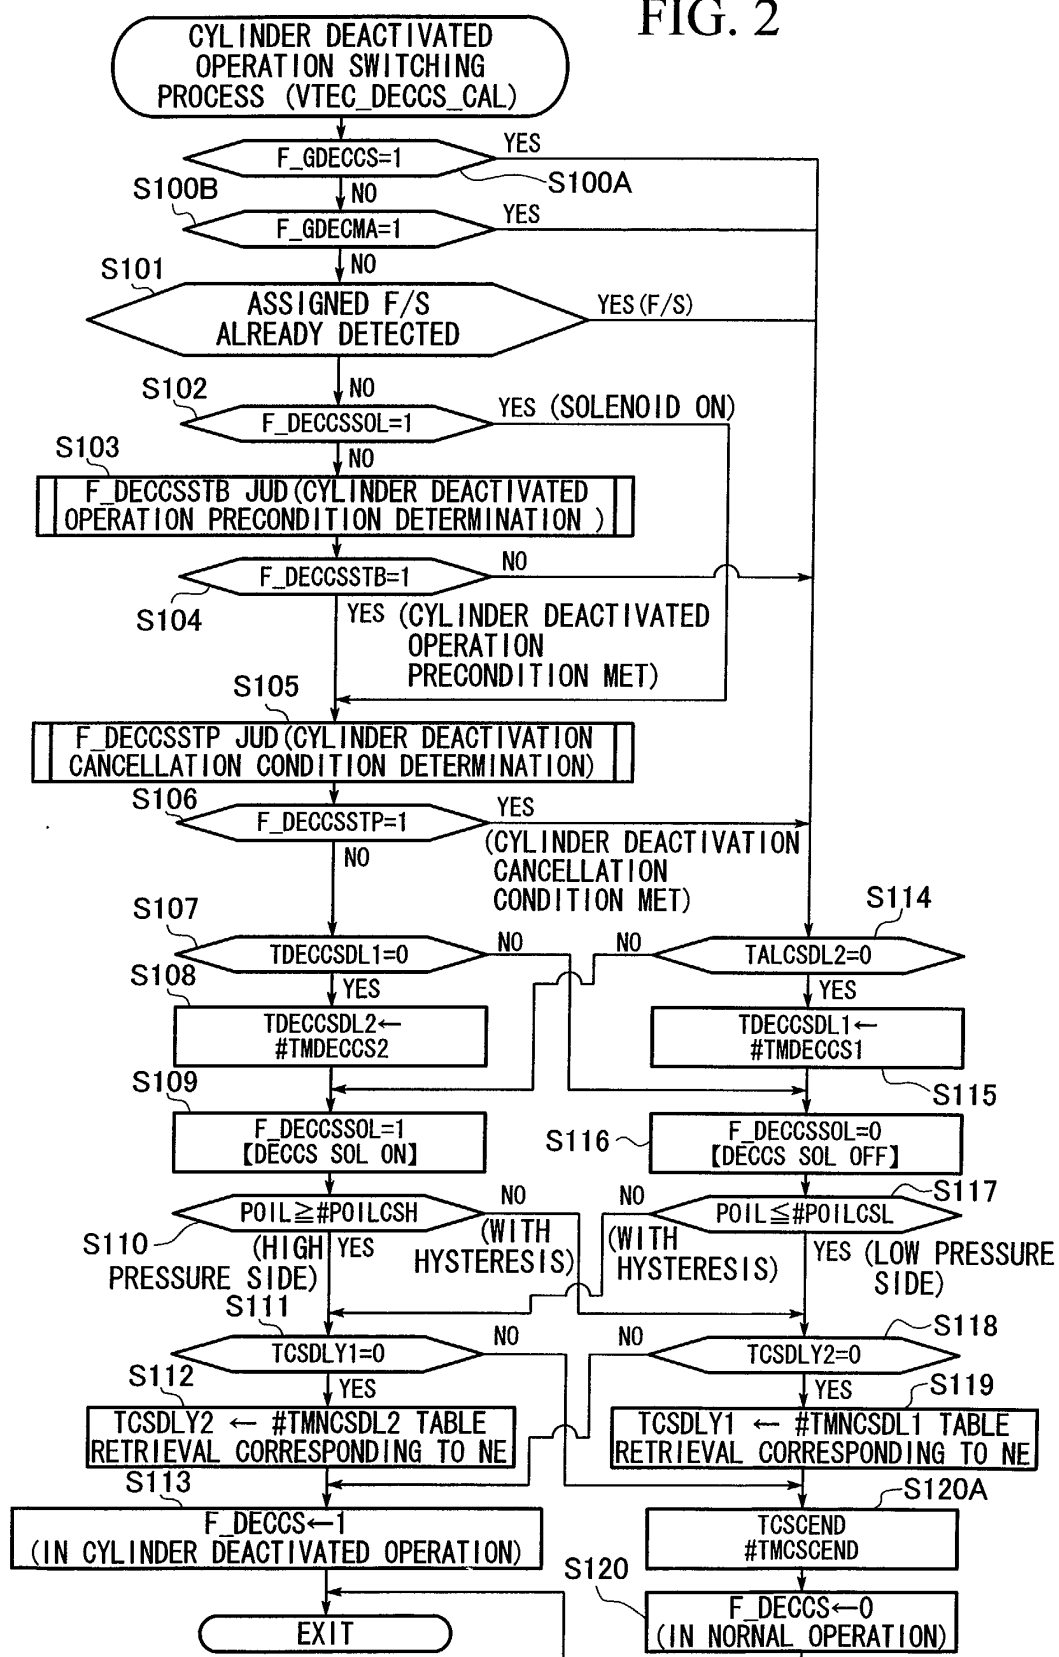 FIG. 2
CYLINDER DEACTIVATED
OPERATION SWITCHING
PROCESS (VTEC_DECCS_CAL)
F_GDECCS=1
YES
S100A
NO
S100B
F_GDECMA=1
YES
NO
S101
ASSIGNED F/S
ALREADY DETECTED
YES(F/S)
NO
S102
F_DECCSSOL=1
YES (SOLENOID ON)
NO
S103
F_DECCSSTB JUD(CYLINDER DEACTIVATED
OPERATION PRECONDITION DETERMINATION )
F_DECCSSTB=1
NO
S104
YES (CYLINDER DEACTIVATED
OPERATION
PRECONDITION MET)
S105
F_DECCSSTP JUD(CYLINDER DEACTIVATION
CANCELLATION CONDITION DETERMINATION)
S106
F_DECCSSTP=1
YES
(CYLINDER DEACTIVATION
CANCELLATION
CONDITION MET)
NO
S107
TDECCSDL1=0
NO
YES
S108
TDECCSDL2←
#TMDECCS2
S109
F_DECCSSOL=1
【DECCS SOL ON】
POIL≧#POILCSH
S110
NO
(WITH
HYSTERESIS)
(HIGH
PRESSURE SIDE)
YES
S111
TCSDLY1=0
NO
YES
S112
TCSDLY2 ← #TMNCSDL2 TABLE
RETRIEVAL CORRESPONDING TO NE
S113
F_DECCS←1
(IN CYLINDER DEACTIVATED OPERATION)
EXIT
S114
TALCSDL2=0
NO
YES
TDECCSDL1←
#TMDECCS1
S115
S116
F_DECCSSOL=0
【DECCS SOL OFF】
S117
POIL≦#POILCSL
NO
(WITH
HYSTERESIS)
YES (LOW PRESSURE
SIDE)
S118
TCSDLY2=0
NO
YES
S119
TCSDLY1 ← #TMNCSDL1 TABLE
RETRIEVAL CORRESPONDING TO NE
S120A
TCSCEND
#TMCSCEND
S120
F_DECCS←0
(IN NORMAL OPERATION)